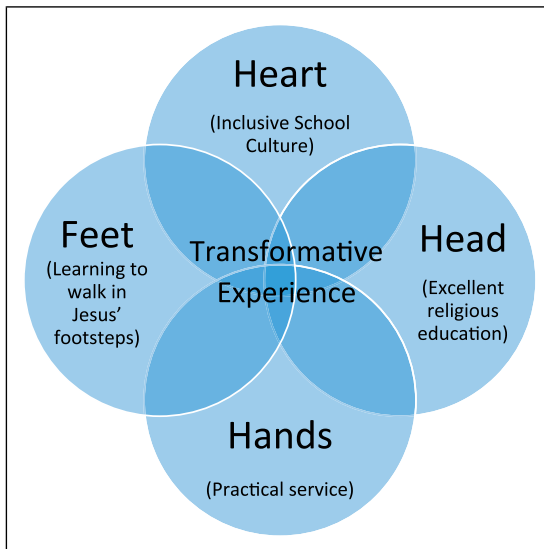 Heart
(Inclusive School
Culture)
Feet
(Learning to
walk in
Jesus’
footsteps)
Transformative
Experience
Head
(Excellent
religious
education)
Hands
(Practical service)